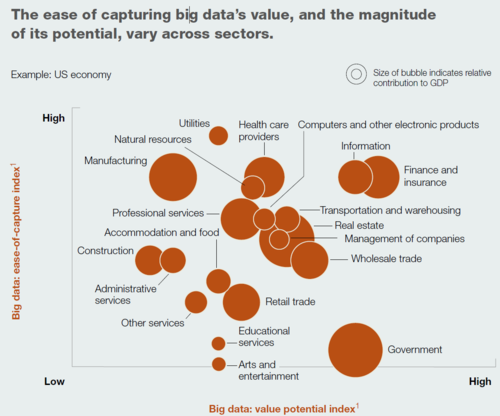 The ease of capturing big data's value, and the magnitude
of its potential, vary across sectors.
Example: US economy
Size of bubble indicates relative
contribution to GDP
High
Utilities
Health care
providers
Computers and other electronic products
Natural resources
Information
Manufacturing
Finance and
insurance
Professional services
Transportation and warehousing
Real estate
Accommodation and food
Management of companies
Construction
Wholesale trade
Administrative
services
Retail trade
Other services
Educational
services
Government
Arts and
entertainment
Big data: ease-of-capture index¹
Low
High
Big data: value potential index¹